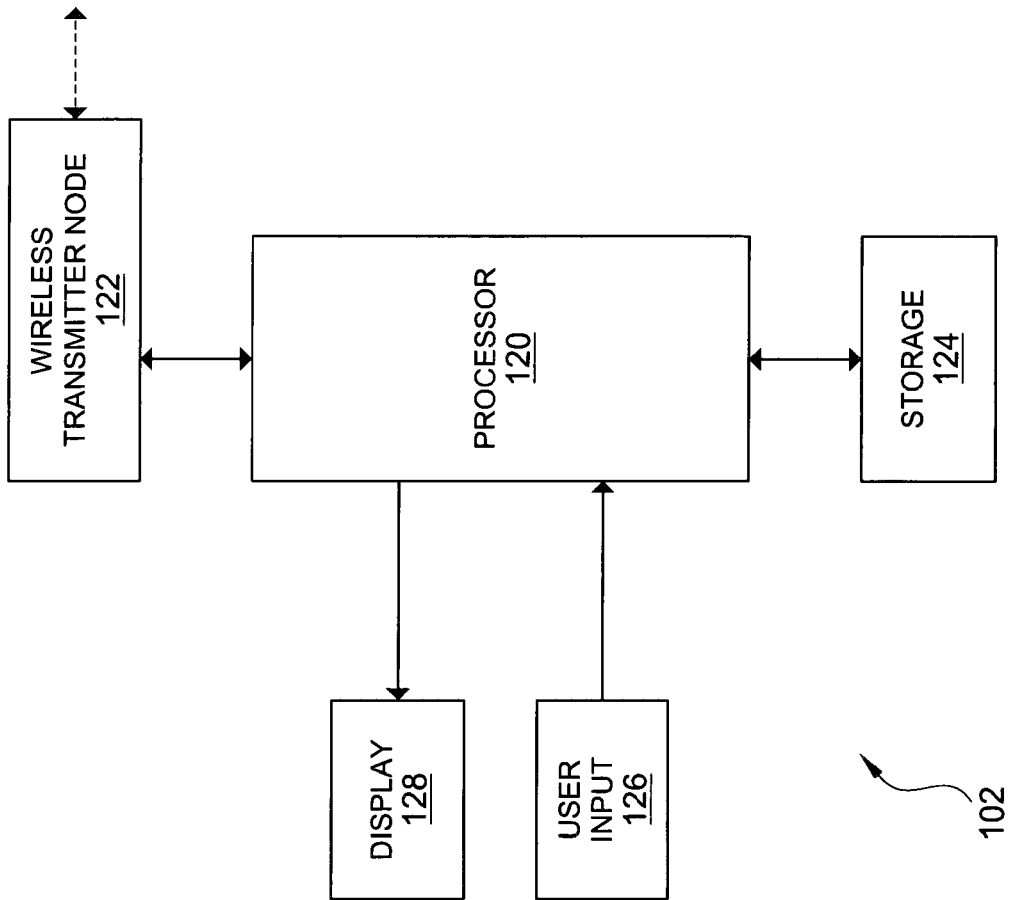 WIRELESS
TRANSMITTER NODE
122
PROCESSOR
120
STORAGE
124
DISPLAY
128
USER
INPUT
126
102